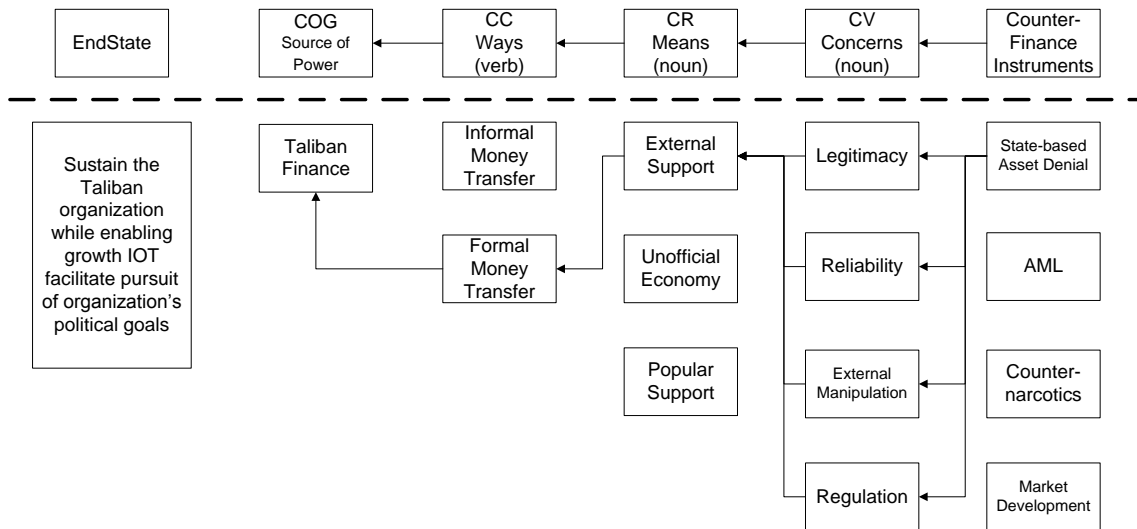 EndState
COG
Source of
Power
CC
Ways
(verb)
CR
Means
(noun)
CV
Concerns
(noun)
Counter-
Finance
Instruments
Sustain the
Taliban
organization
while enabling
growth IOT
facilitate pursuit
of organization's
political goals
Taliban
Finance
Informal
Money
Transfer
Formal
Money
Transfer
External
Support
Unofficial
Economy
Popular
Support
Legitimacy
Reliability
External
Manipulation
Regulation
State-based
Asset Denial
AML
Counter-
narcotics
Market
Development